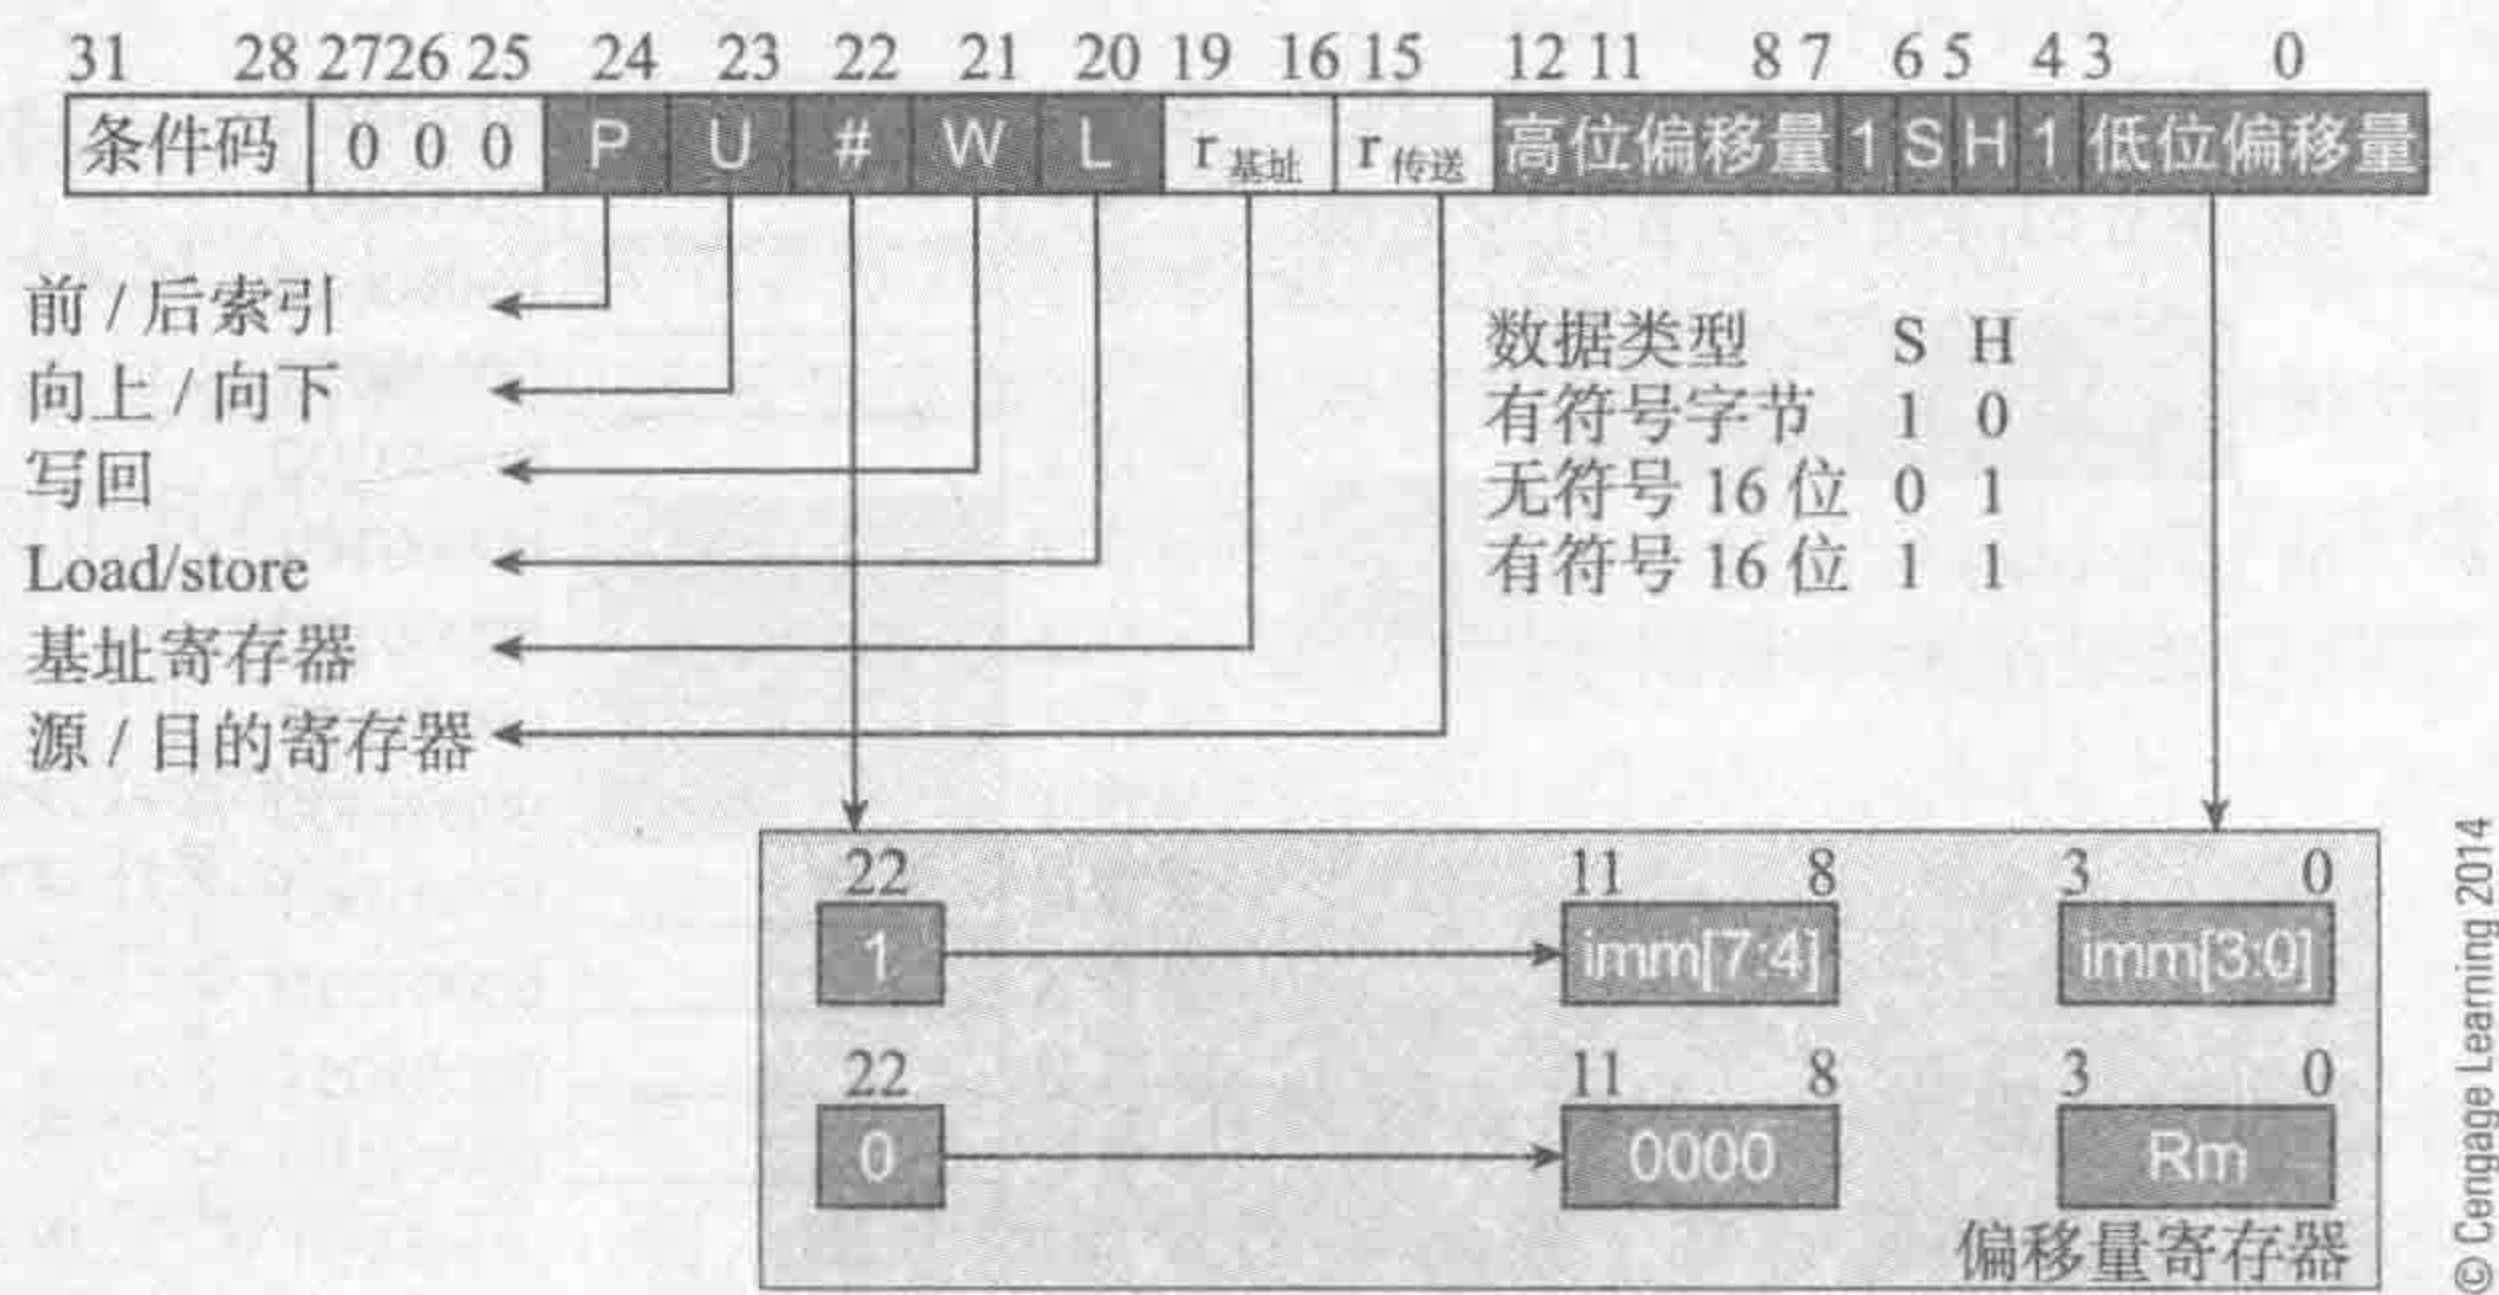 31 28 27 26 25 24 23 22 21 20 19 16 15 12 11 8 7 6 5 4 3 0
条件码 0 0 0 P U # W L r基址 r传送 高位偏移量 1 S H 1 低位偏移量
前 / 后索引
向上 / 向下
写回
Load/store
基址寄存器
源 / 目的寄存器
数据类型 S H
有符号字节 1 0
无符号 16 位 0 1
有符号 16 位 1 1
22 11 8 3 0
1 imm[7:4] imm[3:0]
22 11 8 3 0
0 0000 Rm
偏移量寄存器
© Cengage Learning 2014